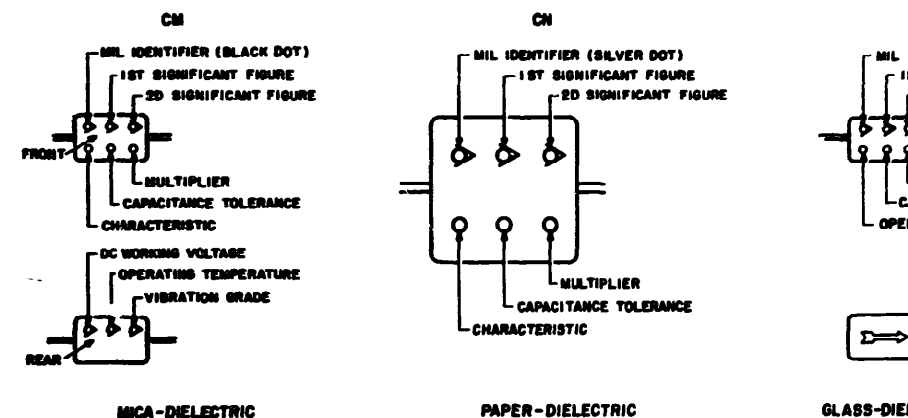 CM
MIL IDENTIFIER (BLACK DOT)
1ST SIGNIFICANT FIGURE
2D SIGNIFICANT FIGURE
FRONT
MULTIPLIER
CAPACITANCE TOLERANCE
CHARACTERISTIC
DC WORKING VOLTAGE
OPERATING TEMPERATURE
VIBRATION GRADE
REAR
MICA-DIELECTRIC
CN
MIL IDENTIFIER (SILVER DOT)
1ST SIGNIFICANT FIGURE
2D SIGNIFICANT FIGURE
MULTIPLIER
CAPACITANCE TOLERANCE
CHARACTERISTIC
PAPER-DIELECTRIC
MIL
GLASS-DIE